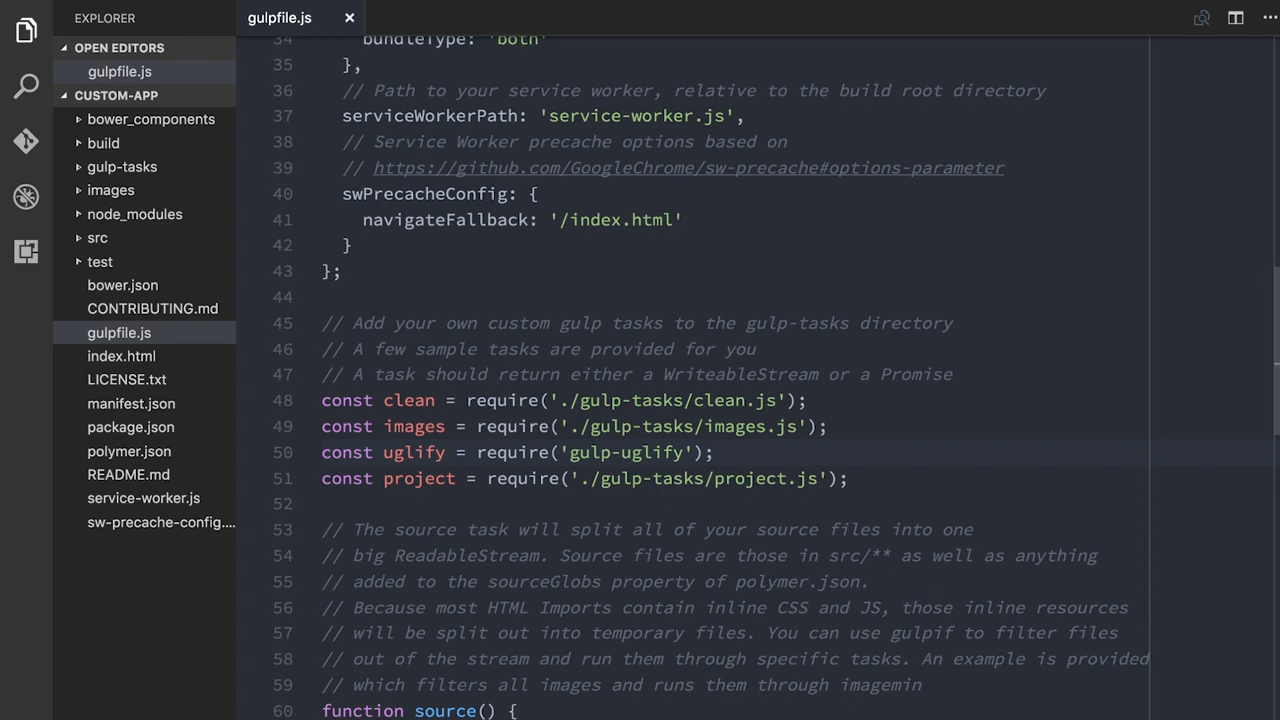 EXPLORER
OPEN EDITORS
gulpfile.js
CUSTOM-APP
bower_components
build
gulp-tasks
images
node_modules
src
test
bower.json
CONTRIBUTING.md
gulpfile.js
index.html
LICENSE.txt
manifest.json
package.json
polymer.json
README.md
service-worker.js
sw-precache-config....
gulpfile.js ×
34 bundleType: 'both'
35 },
36 // Path to your service worker, relative to the build root directory
37 serviceWorkerPath: 'service-worker.js',
38 // Service Worker precache options based on
39 // https://github.com/GoogleChrome/sw-precache#options-parameter
40 swPrecacheConfig: {
41 navigateFallback: '/index.html'
42 }
43 };
44
45 // Add your own custom gulp tasks to the gulp-tasks directory
46 // A few sample tasks are provided for you
47 // A task should return either a WriteableStream or a Promise
48 const clean = require('./gulp-tasks/clean.js');
49 const images = require('./gulp-tasks/images.js');
50 const uglify = require('gulp-uglify');
51 const project = require('./gulp-tasks/project.js');
52
53 // The source task will split all of your source files into one
54 // big ReadableStream. Source files are those in src/** as well as anything
55 // added to the sourceGlobs property of polymer.json.
56 // Because most HTML Imports contain inline CSS and JS, those inline resources
57 // will be split out into temporary files. You can use gulpif to filter files
58 // out of the stream and run them through specific tasks. An example is provided
59 // which filters all images and runs them through imagemin
60 function source() {